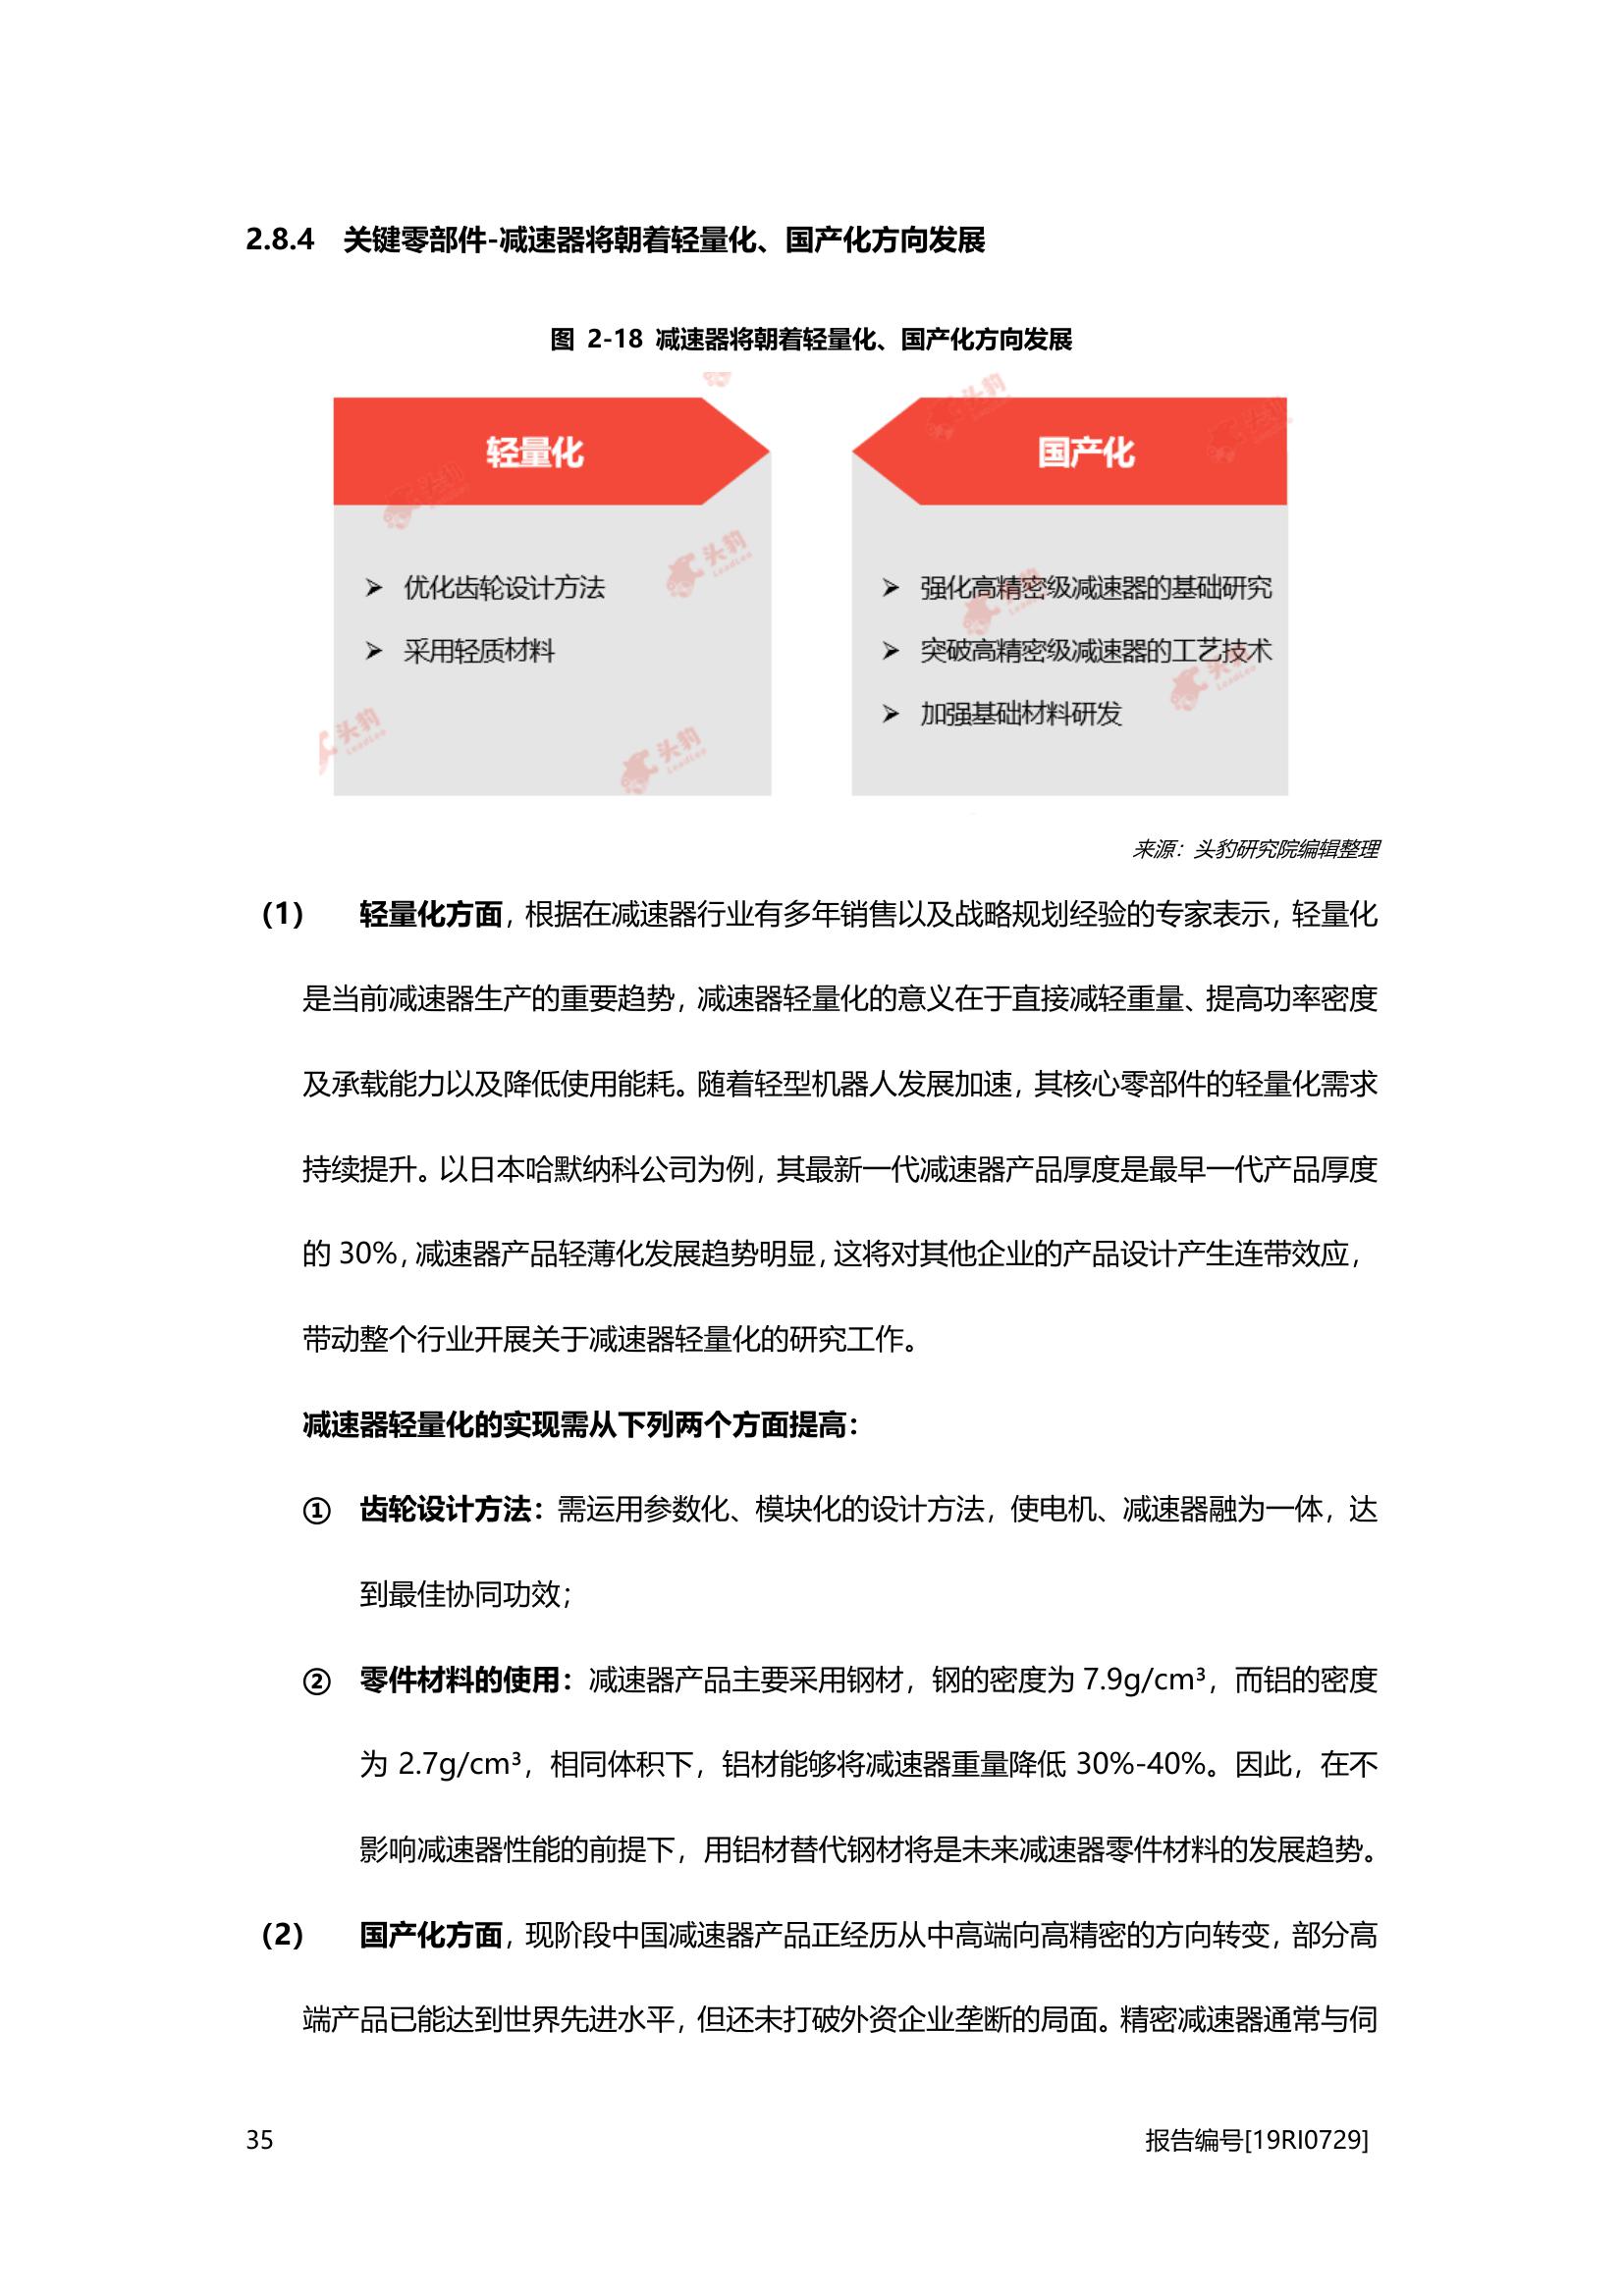 2.8.4 关键零部件-减速器将朝着轻量化、国产化方向发展
图 2-18 减速器将朝着轻量化、国产化方向发展
轻量化
优化齿轮设计方法
采用轻质材料
国产化
强化高精密级减速器的基础研究
突破高精密级减速器的工艺技术
加强基础材料研发
头豹
LeadLeo
来源：头豹研究院编辑整理
（1） 轻量化方面，根据在减速器行业有多年销售以及战略规划经验的专家表示，轻量化
是当前减速器生产的重要趋势，减速器轻量化的意义在于直接减轻重量、提高功率密度
及承载能力以及降低使用能耗。随着轻型机器人发展加速，其核心零部件的轻量化需求
持续提升。以日本哈默纳科公司为例，其最新一代减速器产品厚度是最早一代产品厚度
的 30%，减速器产品轻薄化发展趋势明显，这将对其他企业的产品设计产生连带效应，
带动整个行业开展关于减速器轻量化的研究工作。
减速器轻量化的实现需从下列两个方面提高：
① 齿轮设计方法：需运用参数化、模块化的设计方法，使电机、减速器融为一体，达
到最佳协同功效；
② 零件材料的使用：减速器产品主要采用钢材，钢的密度为 7.9g/cm³，而铝的密度
为 2.7g/cm³，相同体积下，铝材能够将减速器重量降低 30%-40%。因此，在不
影响减速器性能的前提下，用铝材替代钢材将是未来减速器零件材料的发展趋势。
（2） 国产化方面，现阶段中国减速器产品正经历从中高端向高精密的方向转变，部分高
端产品已能达到世界先进水平，但还未打破外资企业垄断的局面。精密减速器通常与伺
35 报告编号[19RI0729]